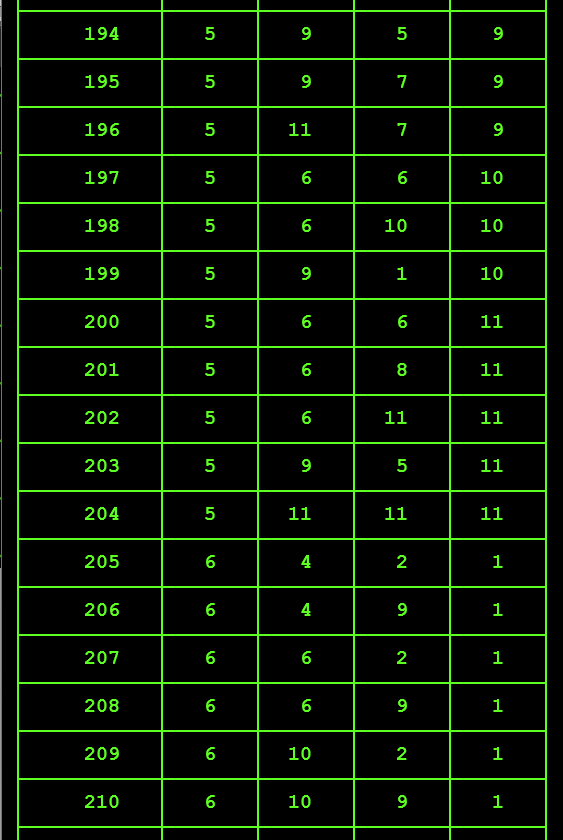 194 5 9 5 9
195 5 9 7 9
196 5 11 7 9
197 5 6 6 10
198 5 6 10 10
199 5 9 1 10
200 5 6 6 11
201 5 6 8 11
202 5 6 11 11
203 5 9 5 11
204 5 11 11 11
205 6 4 2 1
206 6 4 9 1
207 6 6 2 1
208 6 6 9 1
209 6 10 2 1
210 6 10 9 1